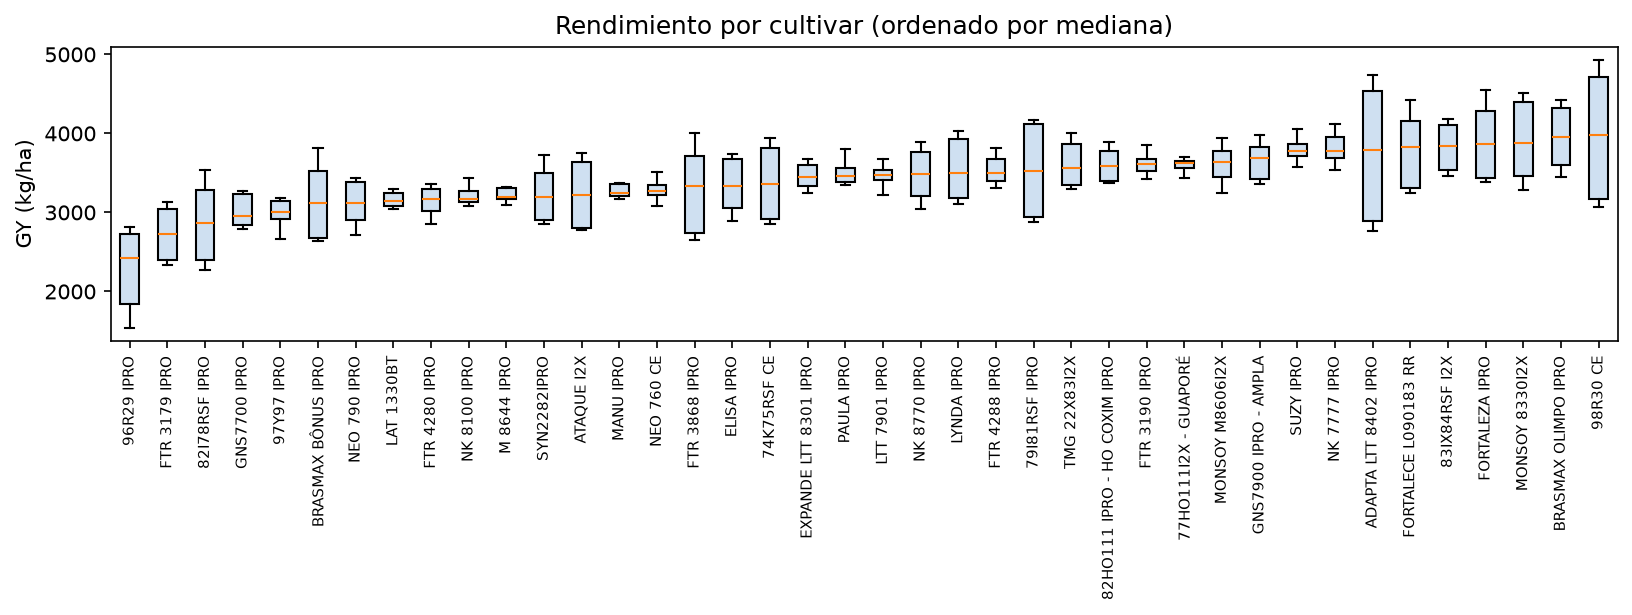 Rendimiento por cultivar (ordenado por mediana)
GY (kg/ha)
5000
4000
3000
2000
96R29 IPRO
FTR 3179 IPRO
82I78RSF IPRO
GNS7700 IPRO
97Y97 IPRO
BRASMAX BÔNUS IPRO
NEO 790 IPRO
LAT 1330BT
FTR 4280 IPRO
NK 8100 IPRO
M 8644 IPRO
SYN2282IPRO
ATAQUE I2X
MANU IPRO
NEO 760 CE
FTR 3868 IPRO
ELISA IPRO
74K75RSF CE
EXPANDE LTT 8301 IPRO
PAULA IPRO
LTT 7901 IPRO
NK 8770 IPRO
LYNDA IPRO
FTR 4288 IPRO
79I81RSF IPRO
TMG 22X83I2X
82HO111 IPRO - HO COXIM IPRO
FTR 3190 IPRO
77HO111I2X - GUAPORÉ
MONSOY M8606I2X
GNS7900 IPRO - AMPLA
SUZY IPRO
NK 7777 IPRO
ADAPTA LTT 8402 IPRO
FORTALECE L090183 RR
83IX84RSF I2X
FORTALEZA IPRO
MONSOY 8330I2X
BRASMAX OLIMPO IPRO
98R30 CE